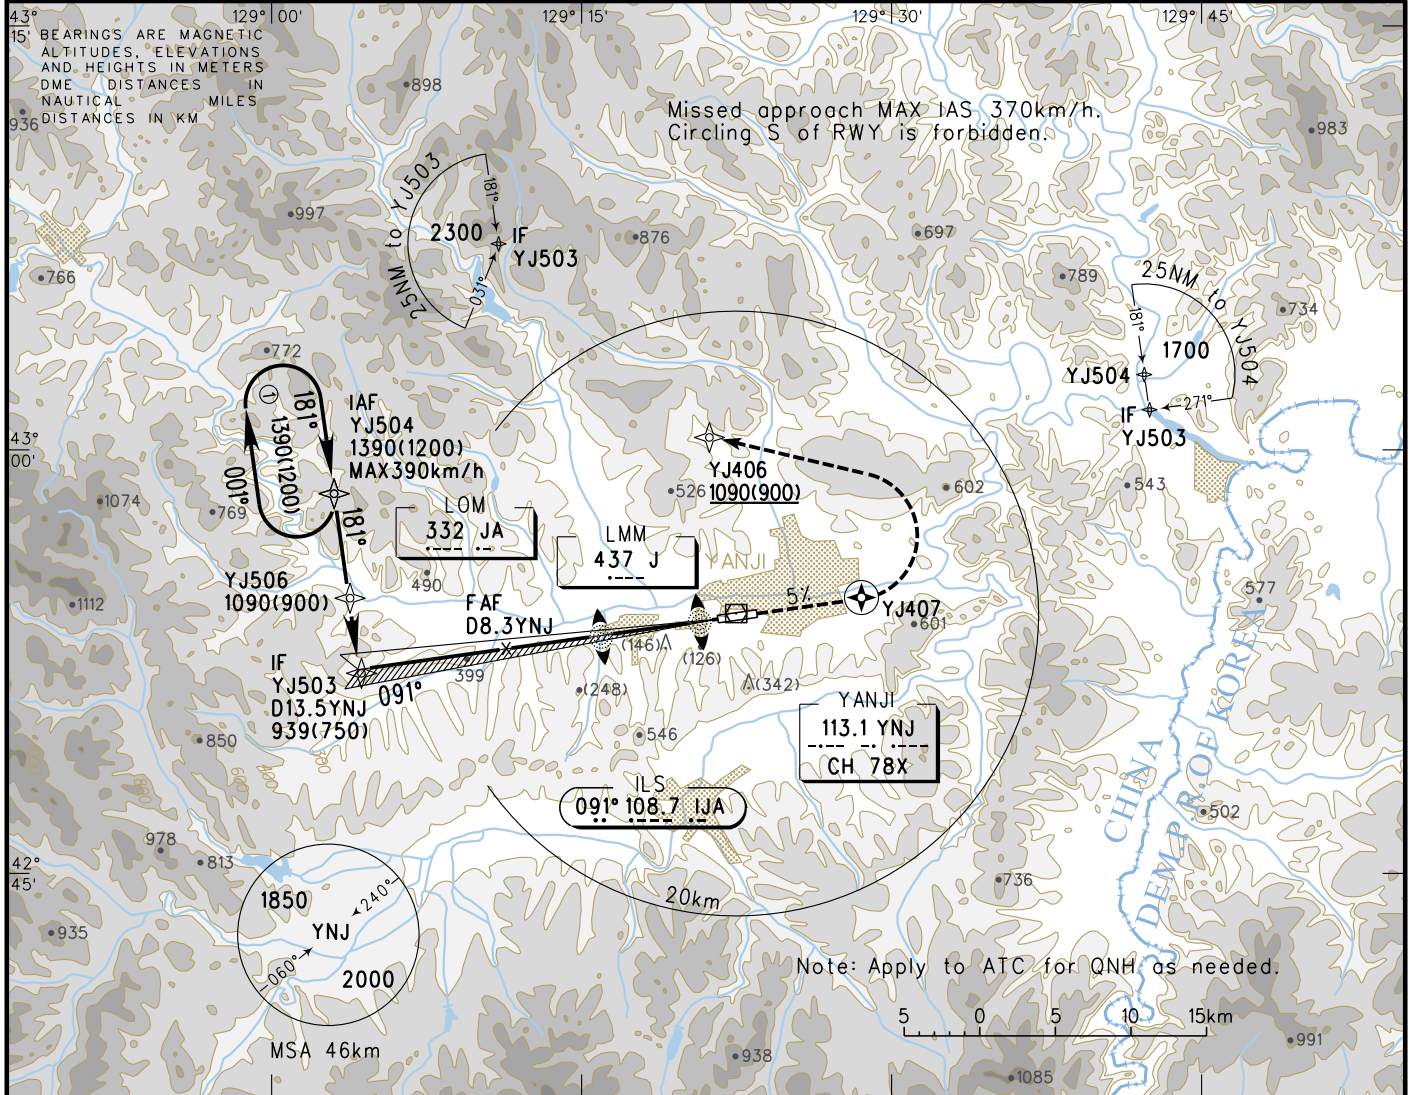 43°
15'
129° 00'
129° 15'
129° 30'
129° 45'
BEARINGS ARE MAGNETIC
ALTITUDES, ELEVATIONS
AND HEIGHTS IN METERS
DME DISTANCES IN
NAUTICAL MILES
DISTANCES IN KM
Missed approach MAX IAS 370km/h.
Circling S of RWY is forbidden.
936
898
983
997
876
697
766
789
734
25NM to YJ503
181°
2300
IF
YJ503
031°
25NM to YJ504
181°
1700
YJ504
271°
IF
YJ503
772
1
181°
1390(1200)
001°
IAF
YJ504
1390(1200)
MAX390km/h
181°
43°
00'
1074
769
YJ406
1090(900)
526
602
543
LOM
332 JA
LMM
437 J
YANJI
490
1112
YJ506
1090(900)
FAF
D8.3YNJ
5%
YJ407
601
577
(146)
(126)
399
(248)
(342)
IF
YJ503
D13.5YNJ
939(750)
091°
850
800
600
400
546
YANJI
113.1 YNJ
CH 78X
ILS
091° 108.7 IJA
CHINA
DEM.P.R.OF KOREA
502
978
813
42°
45'
736
20km
1850
240°
YNJ
060°
2000
935
MSA 46km
Note: Apply to ATC for QNH as needed.
5 0 5 10 15km
938
991
1085